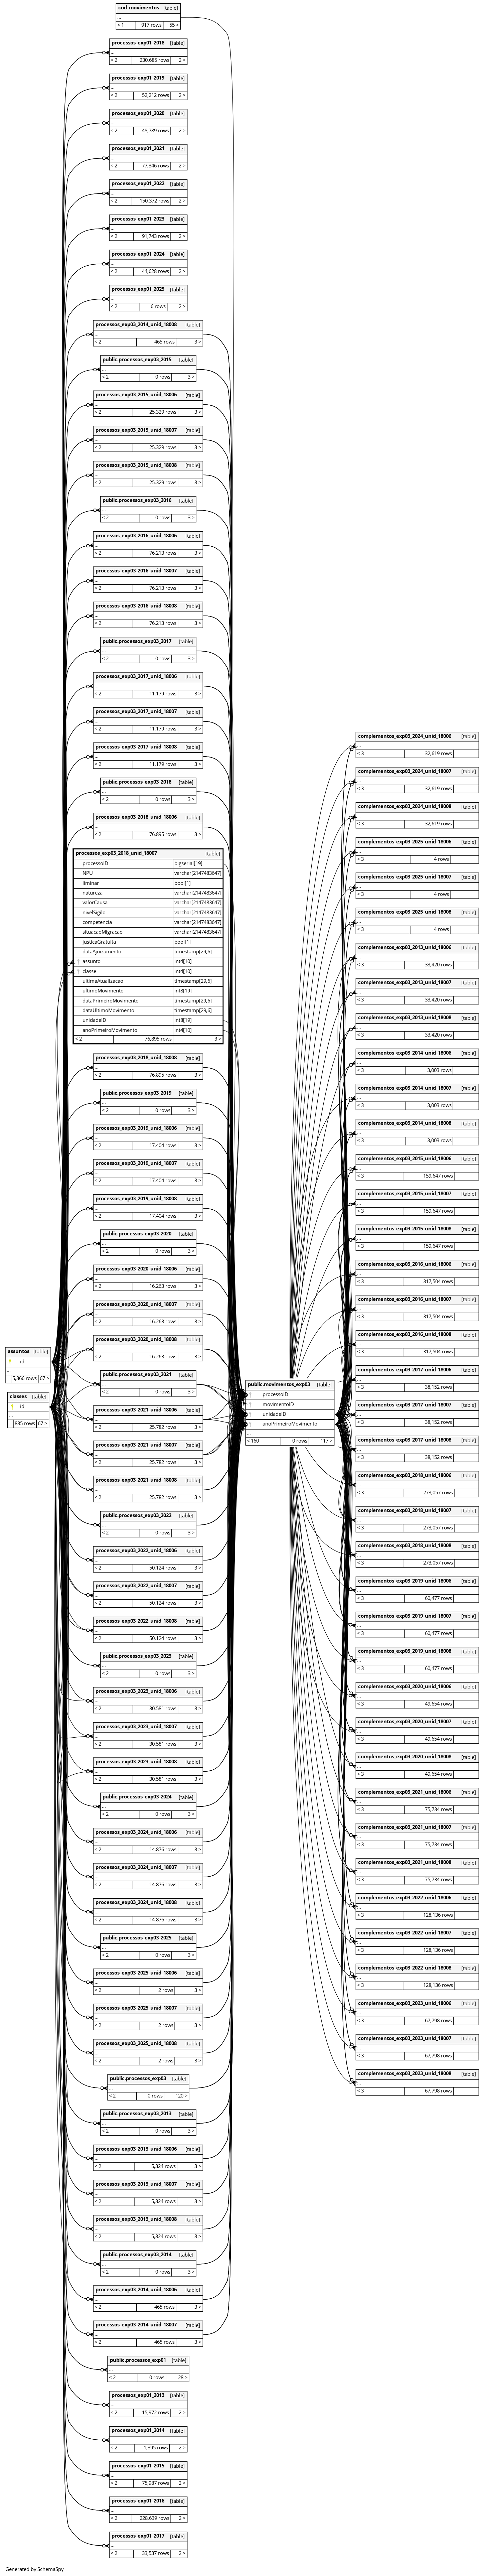 cod_movimentos [table]
...
< 1 917 rows 55 >
processos_exp01_2018 [table]
...
< 2 230,685 rows 2 >
processos_exp01_2019 [table]
...
< 2 52,212 rows 2 >
processos_exp01_2020 [table]
...
< 2 48,789 rows 2 >
processos_exp01_2021 [table]
...
< 2 77,346 rows 2 >
processos_exp01_2022 [table]
...
< 2 150,372 rows 2 >
processos_exp01_2023 [table]
...
< 2 91,743 rows 2 >
processos_exp01_2024 [table]
...
< 2 44,628 rows 2 >
processos_exp01_2025 [table]
...
< 2 6 rows 2 >
processos_exp03_2014_unid_18008 [table]
...
< 2 465 rows 3 >
public.processos_exp03_2015 [table]
...
< 2 0 rows 3 >
processos_exp03_2015_unid_18006 [table]
...
< 2 25,329 rows 3 >
processos_exp03_2015_unid_18007 [table]
...
< 2 25,329 rows 3 >
processos_exp03_2015_unid_18008 [table]
...
< 2 25,329 rows 3 >
public.processos_exp03_2016 [table]
...
< 2 0 rows 3 >
processos_exp03_2016_unid_18006 [table]
...
< 2 76,213 rows 3 >
processos_exp03_2016_unid_18007 [table]
...
< 2 76,213 rows 3 >
processos_exp03_2016_unid_18008 [table]
...
< 2 76,213 rows 3 >
public.processos_exp03_2017 [table]
...
< 2 0 rows 3 >
processos_exp03_2017_unid_18006 [table]
...
< 2 11,179 rows 3 >
processos_exp03_2017_unid_18007 [table]
...
< 2 11,179 rows 3 >
processos_exp03_2017_unid_18008 [table]
...
< 2 11,179 rows 3 >
public.processos_exp03_2018 [table]
...
< 2 0 rows 3 >
processos_exp03_2018_unid_18006 [table]
...
< 2 76,895 rows 3 >
processos_exp03_2018_unid_18007 [table]
processoID bigserial[19]
NPU varchar[2147483647]
liminar bool[1]
natureza varchar[2147483647]
valorCausa varchar[2147483647]
nivelSigilo varchar[2147483647]
competencia varchar[2147483647]
situacaoMigracao varchar[2147483647]
justicaGratuita bool[1]
dataAjuizamento timestamp[29,6]
assunto int4[10]
classe int4[10]
ultimaAtualizacao timestamp[29,6]
ultimoMovimento int8[19]
dataPrimeiroMovimento timestamp[29,6]
dataUltimoMovimento timestamp[29,6]
unidadeID int8[19]
anoPrimeiroMovimento int4[10]
< 2 76,895 rows 3 >
processos_exp03_2018_unid_18008 [table]
...
< 2 76,895 rows 3 >
public.processos_exp03_2019 [table]
...
< 2 0 rows 3 >
processos_exp03_2019_unid_18006 [table]
...
< 2 17,404 rows 3 >
processos_exp03_2019_unid_18007 [table]
...
< 2 17,404 rows 3 >
processos_exp03_2019_unid_18008 [table]
...
< 2 17,404 rows 3 >
public.processos_exp03_2020 [table]
...
< 2 0 rows 3 >
processos_exp03_2020_unid_18006 [table]
...
< 2 16,263 rows 3 >
processos_exp03_2020_unid_18007 [table]
...
< 2 16,263 rows 3 >
processos_exp03_2020_unid_18008 [table]
...
< 2 16,263 rows 3 >
public.processos_exp03_2021 [table]
...
< 2 0 rows 3 >
processos_exp03_2021_unid_18006 [table]
...
< 2 25,782 rows 3 >
processos_exp03_2021_unid_18007 [table]
...
< 2 25,782 rows 3 >
processos_exp03_2021_unid_18008 [table]
...
< 2 25,782 rows 3 >
public.processos_exp03_2022 [table]
...
< 2 0 rows 3 >
processos_exp03_2022_unid_18006 [table]
...
< 2 50,124 rows 3 >
processos_exp03_2022_unid_18007 [table]
...
< 2 50,124 rows 3 >
processos_exp03_2022_unid_18008 [table]
...
< 2 50,124 rows 3 >
public.processos_exp03_2023 [table]
...
< 2 0 rows 3 >
processos_exp03_2023_unid_18006 [table]
...
< 2 30,581 rows 3 >
processos_exp03_2023_unid_18007 [table]
...
< 2 30,581 rows 3 >
processos_exp03_2023_unid_18008 [table]
...
< 2 30,581 rows 3 >
public.processos_exp03_2024 [table]
...
< 2 0 rows 3 >
processos_exp03_2024_unid_18006 [table]
...
< 2 14,876 rows 3 >
processos_exp03_2024_unid_18007 [table]
...
< 2 14,876 rows 3 >
processos_exp03_2024_unid_18008 [table]
...
< 2 14,876 rows 3 >
public.processos_exp03_2025 [table]
...
< 2 0 rows 3 >
processos_exp03_2025_unid_18006 [table]
...
< 2 2 rows 3 >
processos_exp03_2025_unid_18007 [table]
...
< 2 2 rows 3 >
processos_exp03_2025_unid_18008 [table]
...
< 2 2 rows 3 >
public.processos_exp03 [table]
...
< 2 0 rows 120 >
public.processos_exp03_2013 [table]
...
< 2 0 rows 3 >
processos_exp03_2013_unid_18006 [table]
...
< 2 5,324 rows 3 >
processos_exp03_2013_unid_18007 [table]
...
< 2 5,324 rows 3 >
processos_exp03_2013_unid_18008 [table]
...
< 2 5,324 rows 3 >
public.processos_exp03_2014 [table]
...
< 2 0 rows 3 >
processos_exp03_2014_unid_18006 [table]
...
< 2 465 rows 3 >
processos_exp03_2014_unid_18007 [table]
...
< 2 465 rows 3 >
public.processos_exp01 [table]
...
< 2 0 rows 28 >
processos_exp01_2013 [table]
...
< 2 15,972 rows 2 >
processos_exp01_2014 [table]
...
< 2 1,395 rows 2 >
processos_exp01_2015 [table]
...
< 2 75,987 rows 2 >
processos_exp01_2016 [table]
...
< 2 228,639 rows 2 >
processos_exp01_2017 [table]
...
< 2 33,537 rows 2 >
assuntos [table]
id
...
5,366 rows 67 >
classes [table]
id
...
835 rows 67 >
public.movimentos_exp03 [table]
processoID
movimentoID
unidadeID
anoPrimeiroMovimento
...
< 160 0 rows 117 >
complementos_exp03_2024_unid_18006 [table]
...
< 3 32,619 rows
complementos_exp03_2024_unid_18007 [table]
...
< 3 32,619 rows
complementos_exp03_2024_unid_18008 [table]
...
< 3 32,619 rows
complementos_exp03_2025_unid_18006 [table]
...
< 3 4 rows
complementos_exp03_2025_unid_18007 [table]
...
< 3 4 rows
complementos_exp03_2025_unid_18008 [table]
...
< 3 4 rows
complementos_exp03_2013_unid_18006 [table]
...
< 3 33,420 rows
complementos_exp03_2013_unid_18007 [table]
...
< 3 33,420 rows
complementos_exp03_2013_unid_18008 [table]
...
< 3 33,420 rows
complementos_exp03_2014_unid_18006 [table]
...
< 3 3,003 rows
complementos_exp03_2014_unid_18007 [table]
...
< 3 3,003 rows
complementos_exp03_2014_unid_18008 [table]
...
< 3 3,003 rows
complementos_exp03_2015_unid_18006 [table]
...
< 3 159,647 rows
complementos_exp03_2015_unid_18007 [table]
...
< 3 159,647 rows
complementos_exp03_2015_unid_18008 [table]
...
< 3 159,647 rows
complementos_exp03_2016_unid_18006 [table]
...
< 3 317,504 rows
complementos_exp03_2016_unid_18007 [table]
...
< 3 317,504 rows
complementos_exp03_2016_unid_18008 [table]
...
< 3 317,504 rows
complementos_exp03_2017_unid_18006 [table]
...
< 3 38,152 rows
complementos_exp03_2017_unid_18007 [table]
...
< 3 38,152 rows
complementos_exp03_2017_unid_18008 [table]
...
< 3 38,152 rows
complementos_exp03_2018_unid_18006 [table]
...
< 3 273,057 rows
complementos_exp03_2018_unid_18007 [table]
...
< 3 273,057 rows
complementos_exp03_2018_unid_18008 [table]
...
< 3 273,057 rows
complementos_exp03_2019_unid_18006 [table]
...
< 3 60,477 rows
complementos_exp03_2019_unid_18007 [table]
...
< 3 60,477 rows
complementos_exp03_2019_unid_18008 [table]
...
< 3 60,477 rows
complementos_exp03_2020_unid_18006 [table]
...
< 3 49,654 rows
complementos_exp03_2020_unid_18007 [table]
...
< 3 49,654 rows
complementos_exp03_2020_unid_18008 [table]
...
< 3 49,654 rows
complementos_exp03_2021_unid_18006 [table]
...
< 3 75,734 rows
complementos_exp03_2021_unid_18007 [table]
...
< 3 75,734 rows
complementos_exp03_2021_unid_18008 [table]
...
< 3 75,734 rows
complementos_exp03_2022_unid_18006 [table]
...
< 3 128,136 rows
complementos_exp03_2022_unid_18007 [table]
...
< 3 128,136 rows
complementos_exp03_2022_unid_18008 [table]
...
< 3 128,136 rows
complementos_exp03_2023_unid_18006 [table]
...
< 3 67,798 rows
complementos_exp03_2023_unid_18007 [table]
...
< 3 67,798 rows
complementos_exp03_2023_unid_18008 [table]
...
< 3 67,798 rows
Generated by SchemaSpy